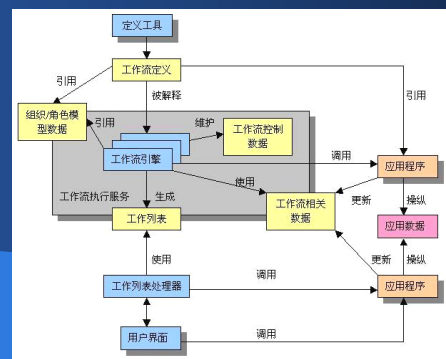 定义工具
工作流定义
引用
被解释
引用
组织/角色模
型数据
引用
维护
工作流控制
数据
工作流引擎
调用
应用程序
工作流执行服务
生成
使用
工作流相关
数据
更新
操纵
工作列表
应用数据
使用
更新
操纵
工作列表处理器
调用
应用程序
用户界面
调用